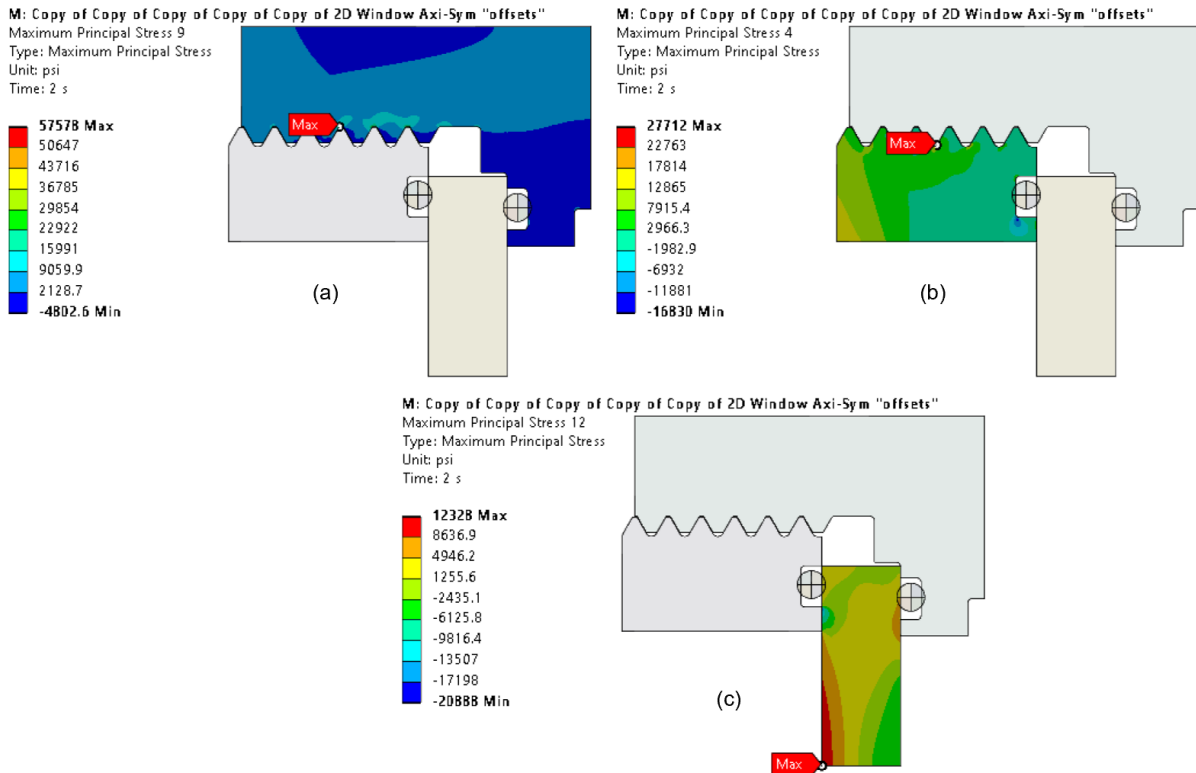 M: Copy of Copy of Copy of Copy of Copy of 2D Window Axi-Sym "offsets"
Maximum Principal Stress 9
Type: Maximum Principal Stress
Unit: psi
Time: 2 s
57578 Max
50647
43716
36785
29854
22922
15991
9059.9
2128.7
-4802.6 Min
Max
(a)
M: Copy of Copy of Copy of Copy of Copy of 2D Window Axi-Sym "offsets"
Maximum Principal Stress 4
Type: Maximum Principal Stress
Unit: psi
Time: 2 s
27712 Max
22763
17814
12865
7915.4
2966.3
-1982.9
-6932
-11881
-16830 Min
Max
(b)
M: Copy of Copy of Copy of Copy of Copy of 2D Window Axi-Sym "offsets"
Maximum Principal Stress 12
Type: Maximum Principal Stress
Unit: psi
Time: 2 s
12328 Max
8636.9
4946.2
1255.6
-2435.1
-6125.8
-9816.4
-13507
-17198
-20888 Min
(c)
Max